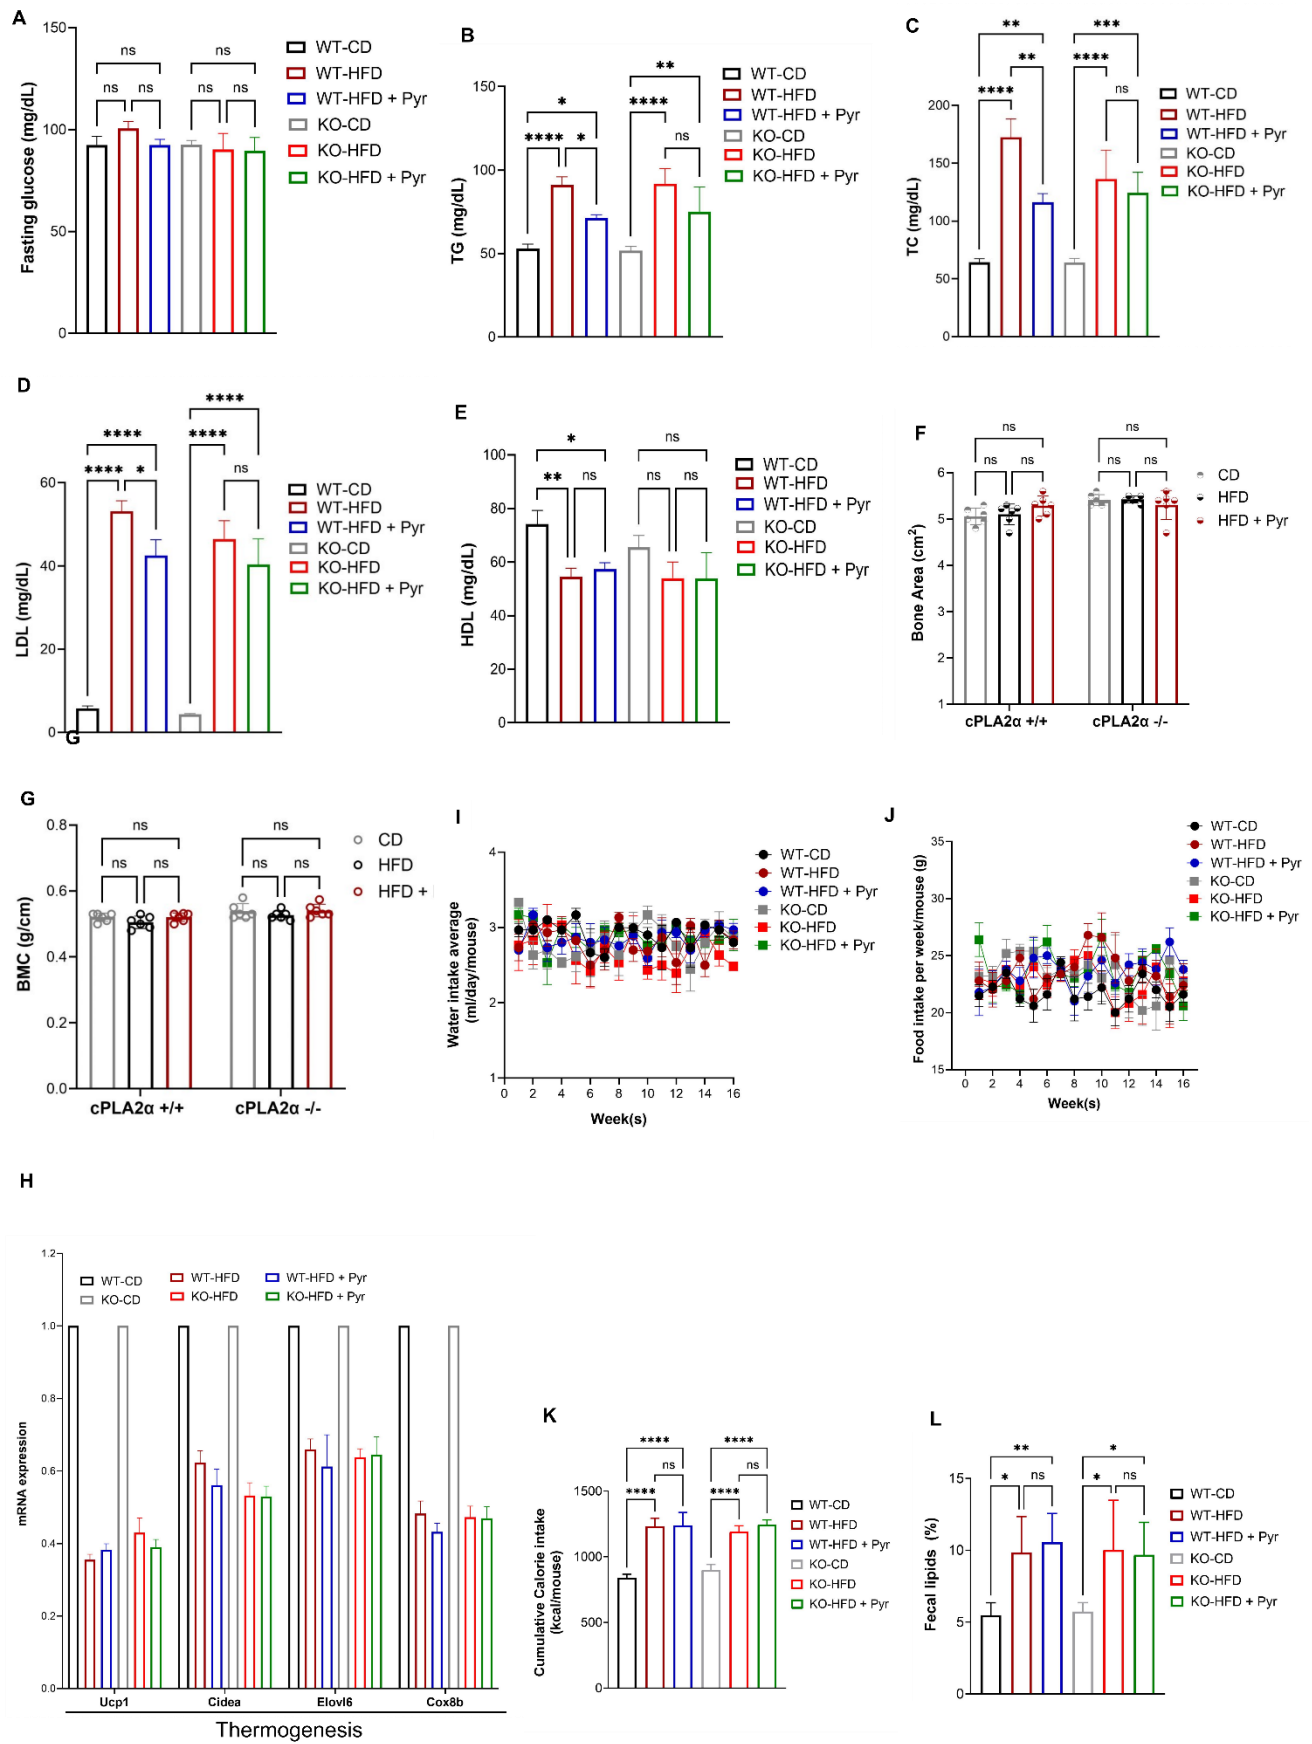 A
Fasting glucose (mg/dL)
150
100
50
0
ns
ns
ns ns
ns ns
WT-CD
WT-HFD
WT-HFD + Pyr
KO-CD
KO-HFD
KO-HFD + Pyr
B
TG (mg/dL)
150
100
50
0
**
*
****
**** *
ns
WT-CD
WT-HFD
WT-HFD + Pyr
KO-CD
KO-HFD
KO-HFD + Pyr
C
TC (mg/dL)
200
150
100
50
0
**
***
**
****
****
ns
WT-CD
WT-HFD
WT-HFD + Pyr
KO-CD
KO-HFD
KO-HFD + Pyr
D
LDL (mg/dL)
60
40
20
0
****
****
****
**** *
ns
WT-CD
WT-HFD
WT-HFD + Pyr
KO-CD
KO-HFD
KO-HFD + Pyr
G
E
HDL (mg/dL)
100
80
60
40
20
0
*
ns
** ns
ns ns
WT-CD
WT-HFD
WT-HFD + Pyr
KO-CD
KO-HFD
KO-HFD + Pyr
F
Bone Area (cm2)
6
5
4
3
2
1
ns
ns
ns ns
ns ns
CD
HFD
HFD + Pyr
cPLA2α +/+
cPLA2α -/-
G
BMC (g/cm)
0.8
0.6
0.4
0.2
0.0
ns
ns
ns ns
ns ns
CD
HFD
HFD +
cPLA2α +/+
cPLA2α -/-
I
Water intake average
(ml/day/mouse)
4
3
2
1
0 2 4 6 8 10 12 14 16
Week(s)
WT-CD
WT-HFD
WT-HFD + Pyr
KO-CD
KO-HFD
KO-HFD + Pyr
J
Food intake per week/mouse (g)
35
30
25
20
15
0 2 4 6 8 10 12 14 16
Week(s)
WT-CD
WT-HFD
WT-HFD + Pyr
KO-CD
KO-HFD
KO-HFD + Pyr
H
mRNA expression
1.2
1.0
0.8
0.6
0.4
0.2
0.0
WT-CD
WT-HFD
WT-HFD + Pyr
KO-CD
KO-HFD
KO-HFD + Pyr
Ucp1
Cidea
Elovl6
Cox8b
Thermogenesis
K
Cumulative Calorie intake
(kcal/mouse)
1500
1000
500
0
****
****
ns
ns
****
****
WT-CD
WT-HFD
WT-HFD + Pyr
KO-CD
KO-HFD
KO-HFD + Pyr
L
Fecal lipids (%)
15
10
5
0
**
*
* ns
* ns
WT-CD
WT-HFD
WT-HFD + Pyr
KO-CD
KO-HFD
KO-HFD + Pyr